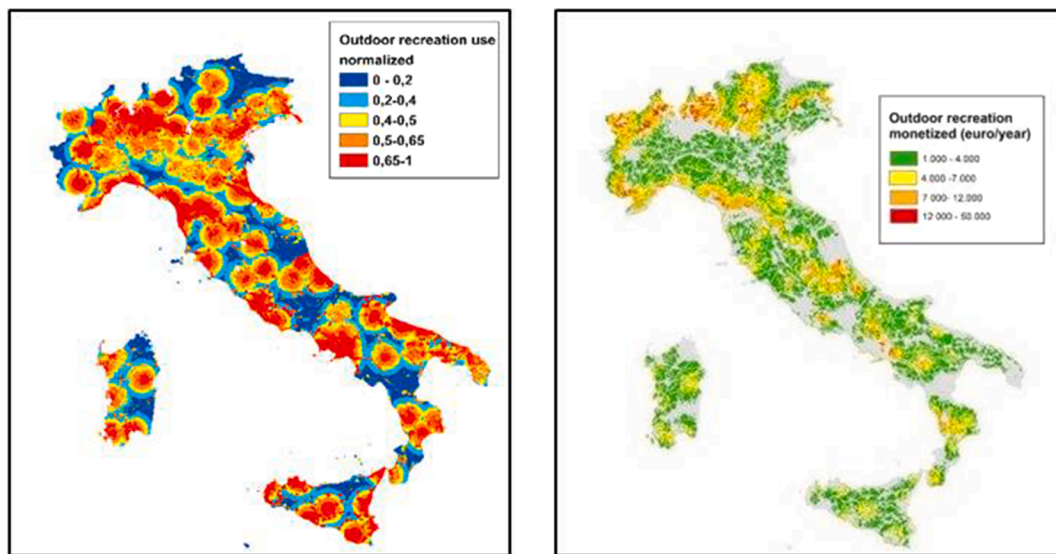 Outdoor recreation use
normalized
0 - 0,2
0,2-0,4
0,4-0,5
0,5-0,65
0,65-1
Outdoor recreation
monetized (euro/year)
1.000 - 4.000
4.000 -7.000
7 000- 12.000
12 000 - 50.000